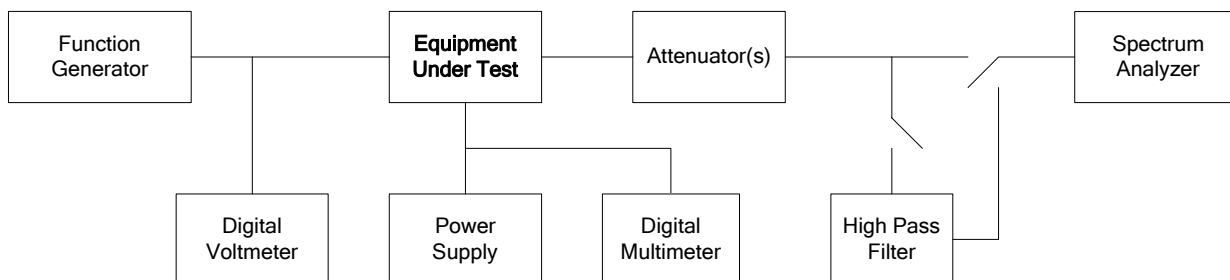 Function
Generator
Equipment
Under Test
Attenuator(s)
Spectrum
Analyzer
Digital
Voltmeter
Power
Supply
Digital
Multimeter
High Pass
Filter